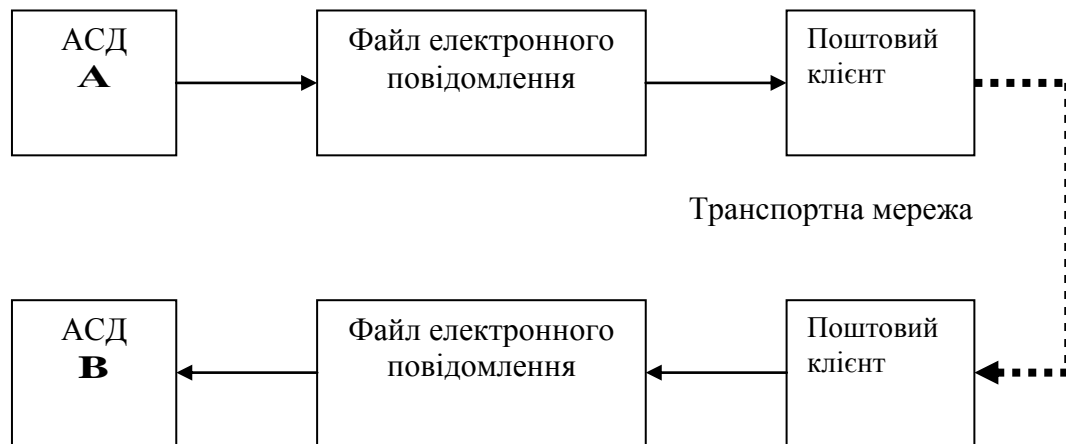 АСД
А
Файл електронного
повідомлення
Поштовий
клієнт
Транспортна мережа
АСД
В
Файл електронного
повідомлення
Поштовий
клієнт